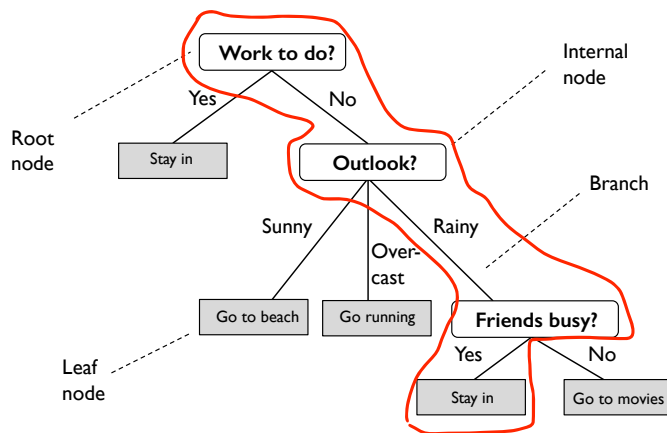 Work to do?
Internal
node
Yes
No
Root
node
Stay in
Outlook?
Branch
Sunny
Rainy
Over-
cast
Go to beach
Go running
Friends busy?
Leaf
node
Yes
No
Stay in
Go to movies